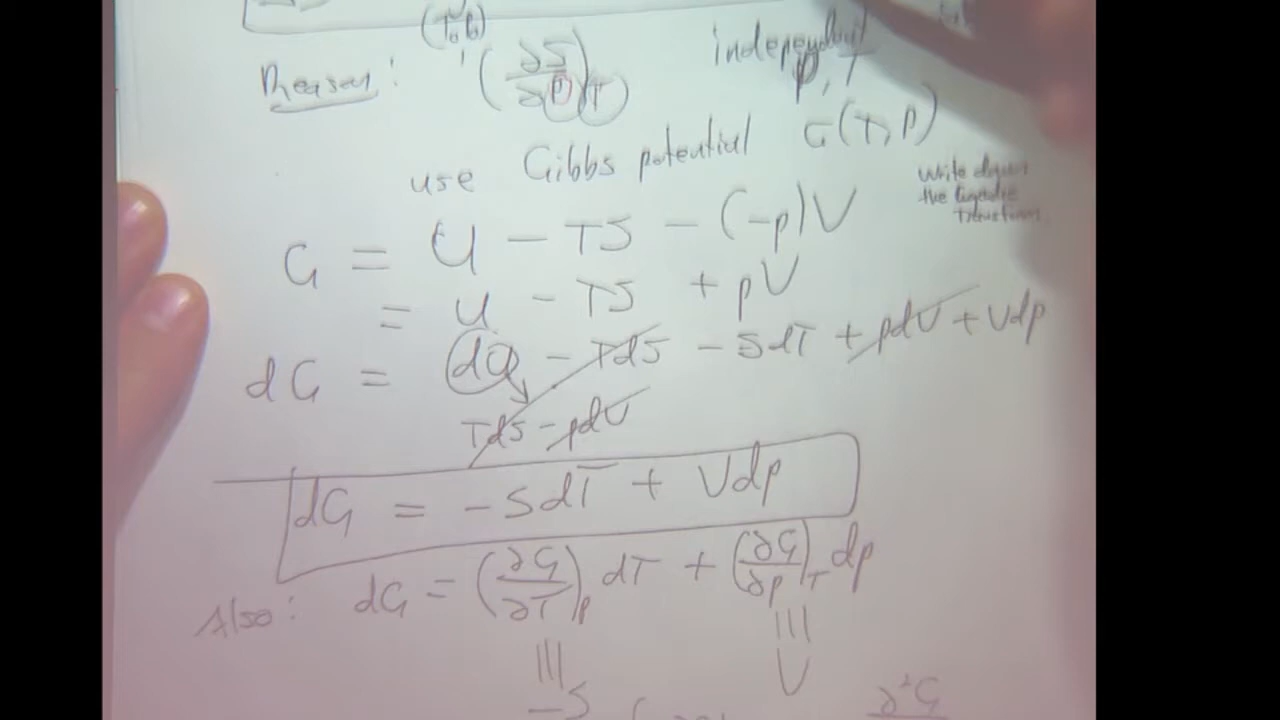 Reason: (∂S/∂P)_T independent
P, T
use Gibbs potential G(T, P)
write down
the Legendre
transform
G = U - TS - (-p)V
= U - TS + pV
dG = dU - TdS - SdT + pdV + Vdp
TdS - pdV
dG = -SdT + Vdp
Also: dG = (∂G/∂T)_P dT + (∂G/∂P)_T dp
||| |||
-S V
∂²G